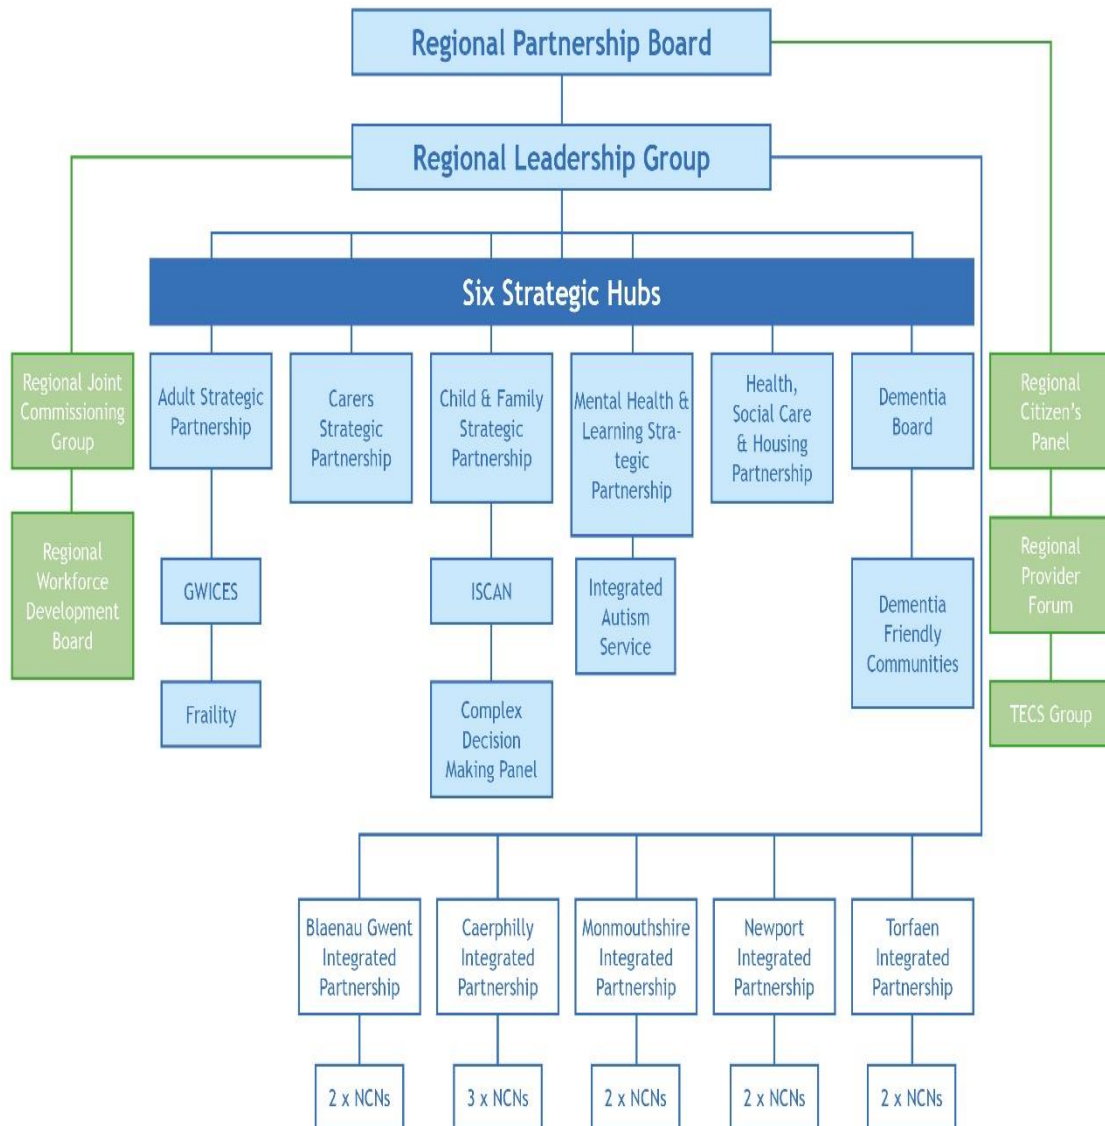 Regional Partnership Board
Regional Leadership Group
Six Strategic Hubs
Regional Joint
Commissioning
Group
Adult Strategic
Partnership
Carers
Strategic
Partnership
Child & Family
Strategic
Partnership
Mental Health &
Learning Stra-
tegic
Partnership
Health,
Social Care
& Housing
Partnership
Dementia
Board
Regional
Citizen's
Panel
Regional
Workforce
Development
Board
GWICES
ISCAN
Integrated
Autism
Service
Dementia
Friendly
Communities
Regional
Provider
Forum
Fraility
Complex
Decision
Making Panel
TECS Group
Blaenau Gwent
Integrated
Partnership
Caerphilly
Integrated
Partnership
Monmouthshire
Integrated
Partnership
Newport
Integrated
Partnership
Torfaen
Integrated
Partnership
2 x NCNs
3 x NCNs
2 x NCNs
2 x NCNs
2 x NCNs